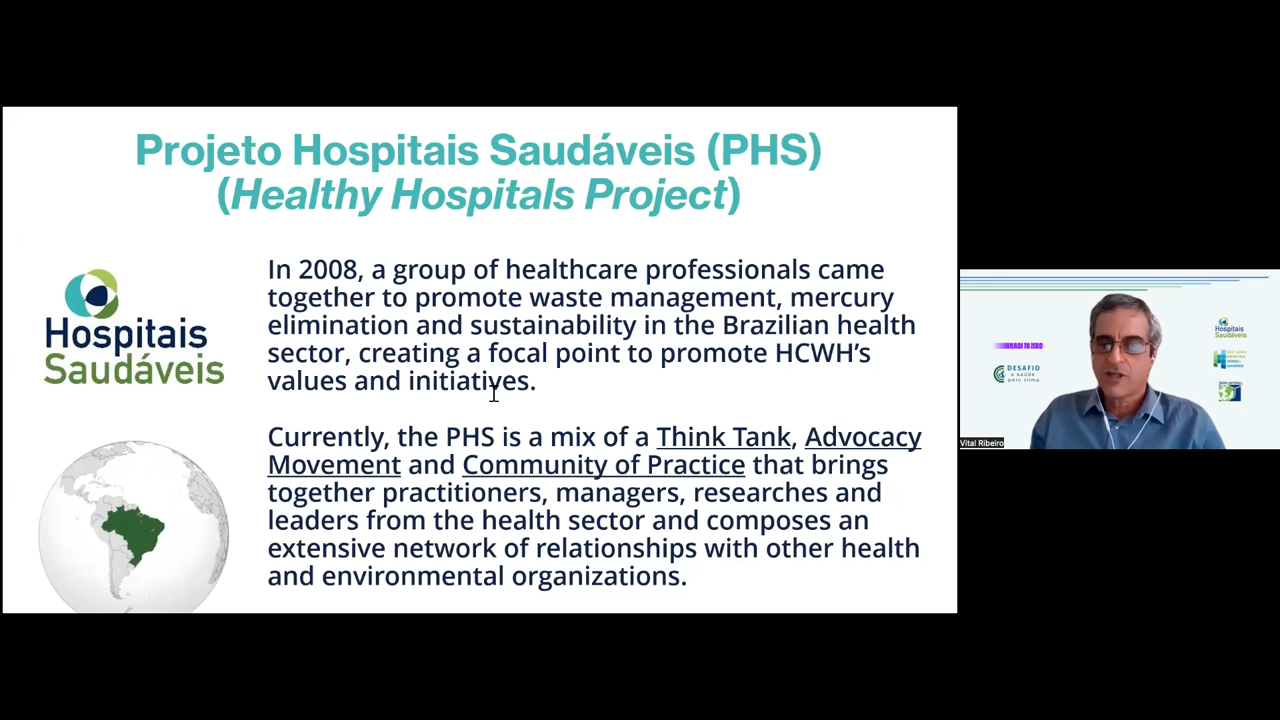 Projeto Hospitais Saudáveis (PHS)
(Healthy Hospitals Project)
Hospitais
Saudáveis
In 2008, a group of healthcare professionals came
together to promote waste management, mercury
elimination and sustainability in the Brazilian health
sector, creating a focal point to promote HCWH’s
values and initiatives.
Currently, the PHS is a mix of a Think Tank, Advocacy
Movement and Community of Practice that brings
together practitioners, managers, researches and
leaders from the health sector and composes an
extensive network of relationships with other health
and environmental organizations.
RACE TO ZERO
DESAFIO
a saúde
pelo clima
Hospitais
Saudáveis
Vital Ribeiro